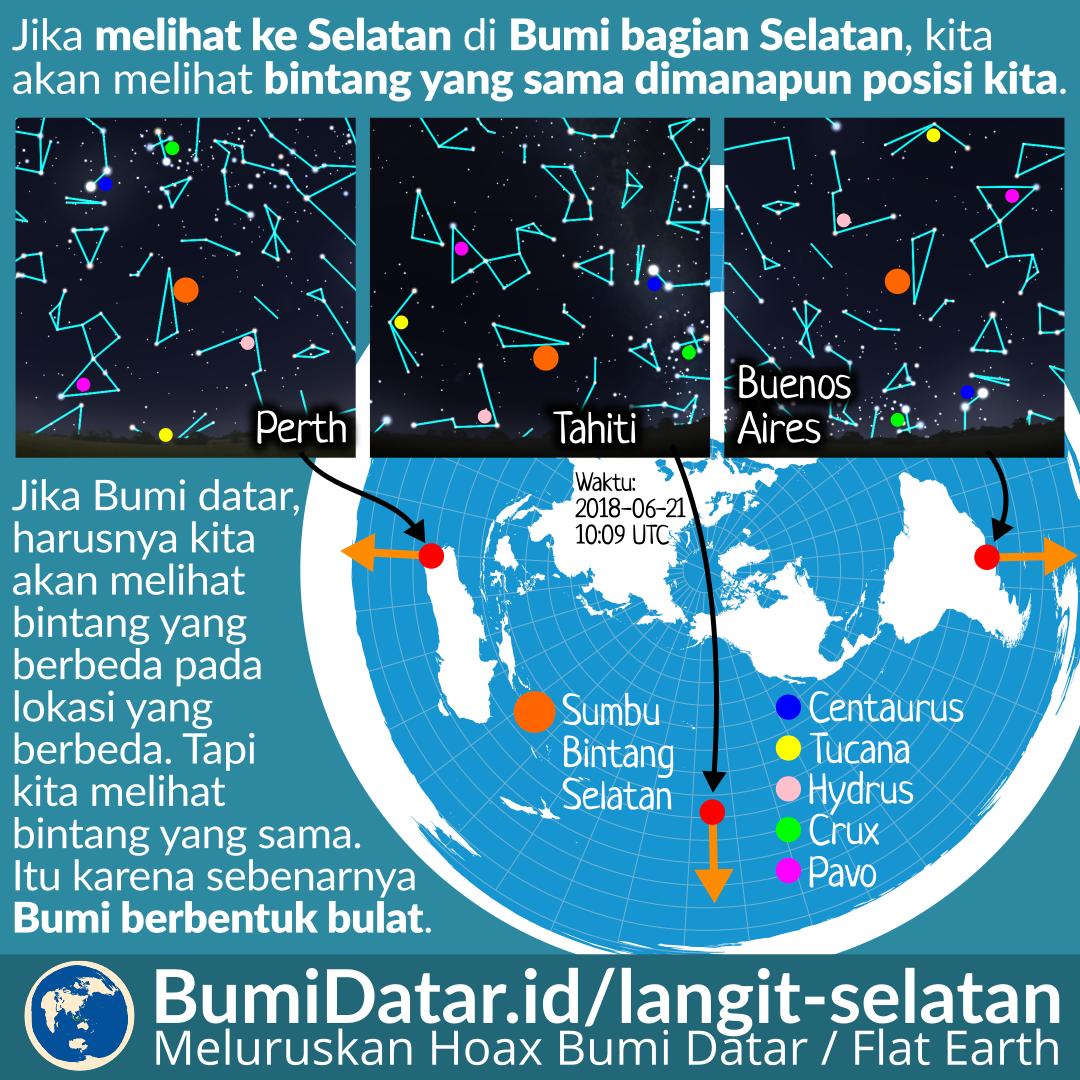 Jika melihat ke Selatan di Bumi bagian Selatan, kita
akan melihat bintang yang sama dimanapun posisi kita.
Perth
Tahiti
Buenos
Aires
Waktu:
2018-06-21
10:09 UTC
Jika Bumi datar,
harusnya kita
akan melihat
bintang yang
berbeda pada
lokasi yang
berbeda. Tapi
kita melihat
bintang yang sama.
Itu karena sebenarnya
Bumi berbentuk bulat.
Sumbu
Bintang
Selatan
Centaurus
Tucana
Hydrus
Crux
Pavo
BumiDatar.id/langit-selatan
Meluruskan Hoax Bumi Datar / Flat Earth